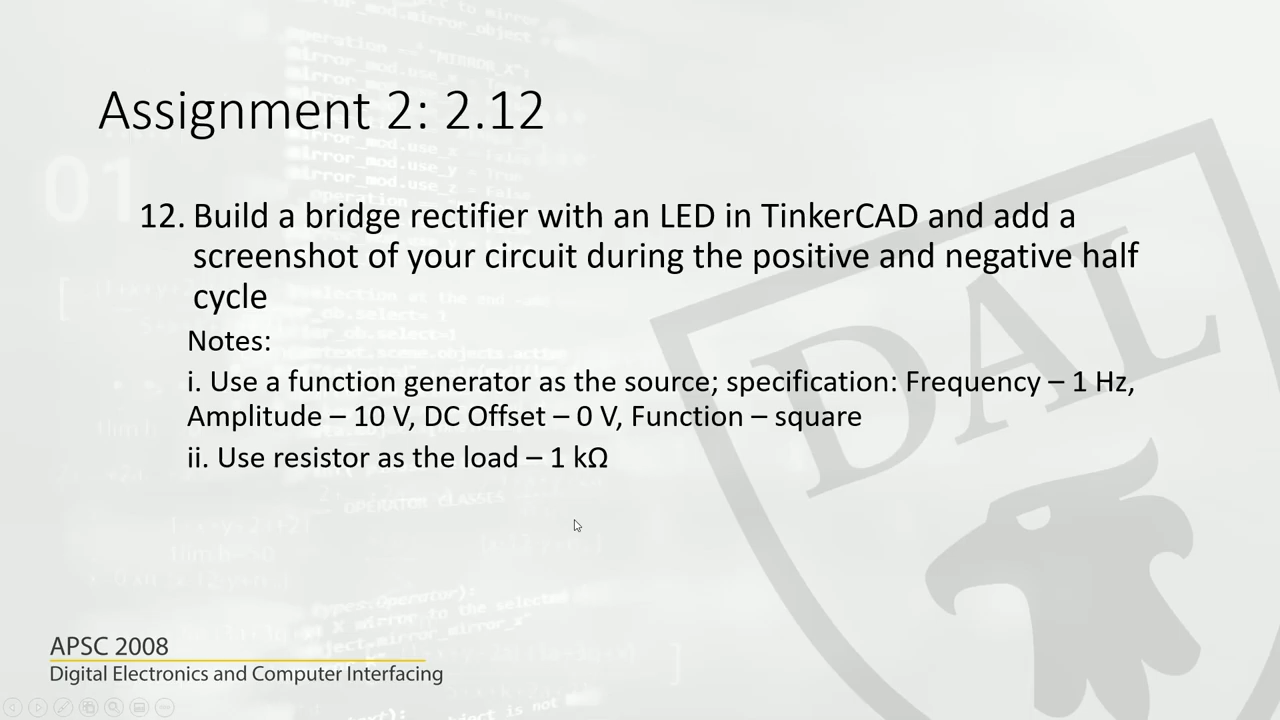 Assignment 2: 2.12
12. Build a bridge rectifier with an LED in TinkerCAD and add a
screenshot of your circuit during the positive and negative half
cycle
Notes:
i. Use a function generator as the source; specification: Frequency – 1 Hz,
Amplitude – 10 V, DC Offset – 0 V, Function – square
ii. Use resistor as the load – 1 kΩ
DAL
01
APSC 2008
Digital Electronics and Computer Interfacing